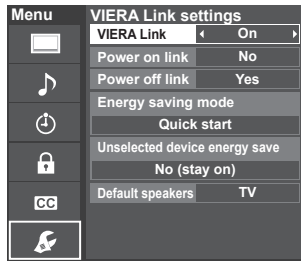 Menu
VIERA Link settings
VIERA Link On
Power on link No
Power off link Yes
Energy saving mode
Quick start
Unselected device energy save
No (stay on)
Default speakers TV
CC